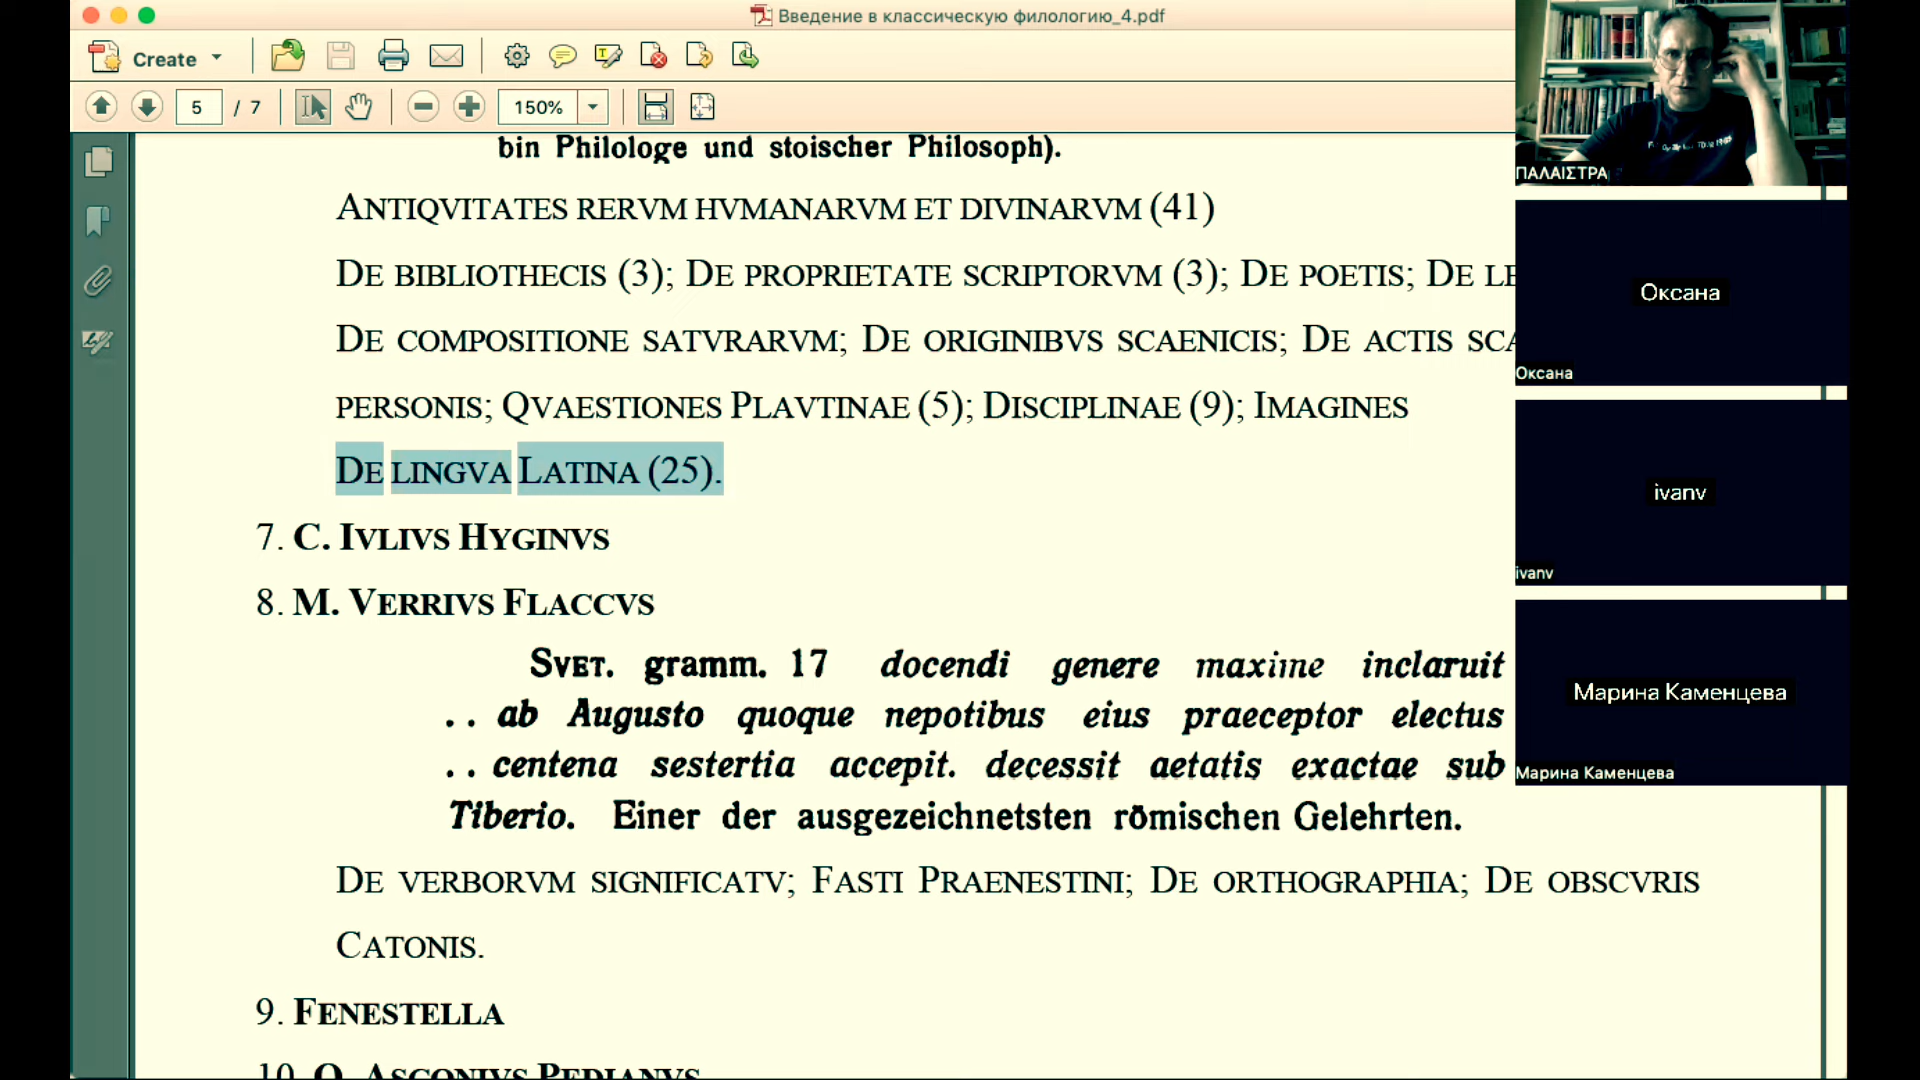 Введение в классическую филологию_4.pdf
Create
5 / 7
150%
bin Philologe und stoischer Philosoph).
ANTIQVITATES RERVM HVMANARVM ET DIVINARVM (41)
DE BIBLIOTHECIS (3); DE PROPRIETATE SCRIPTORVM (3); DE POETIS; DE LE
DE COMPOSITIONE SATVRARVM; DE ORIGINIBVS SCAENICIS; DE ACTIS SCA
PERSONIS; QVAESTIONES PLAVTINAE (5); DISCIPLINAE (9); IMAGINES
DE LINGVA LATINA (25).
7. C. IVLIVS HYGINVS
8. M. VERRIVS FLACCVS
SVET. gramm. 17 docendi genere maxime inclaruit
.. ab Augusto quoque nepotibus eius praeceptor electus
.. centena sestertia accepit. decessit aetatis exactae sub
Tiberio. Einer der ausgezeichnetsten römischen Gelehrten.
DE VERBORVM SIGNIFICATV; FASTI PRAENESTINI; DE ORTHOGRAPHIA; DE OBSCVRIS
CATONIS.
9. FENESTELLA
10. Q. ASCONIVS PEDIANVS
ΠΑΛΑΙΣΤΡΑ
Оксана
Оксана
ivanv
ivanv
Марина Каменцева
Марина Каменцева